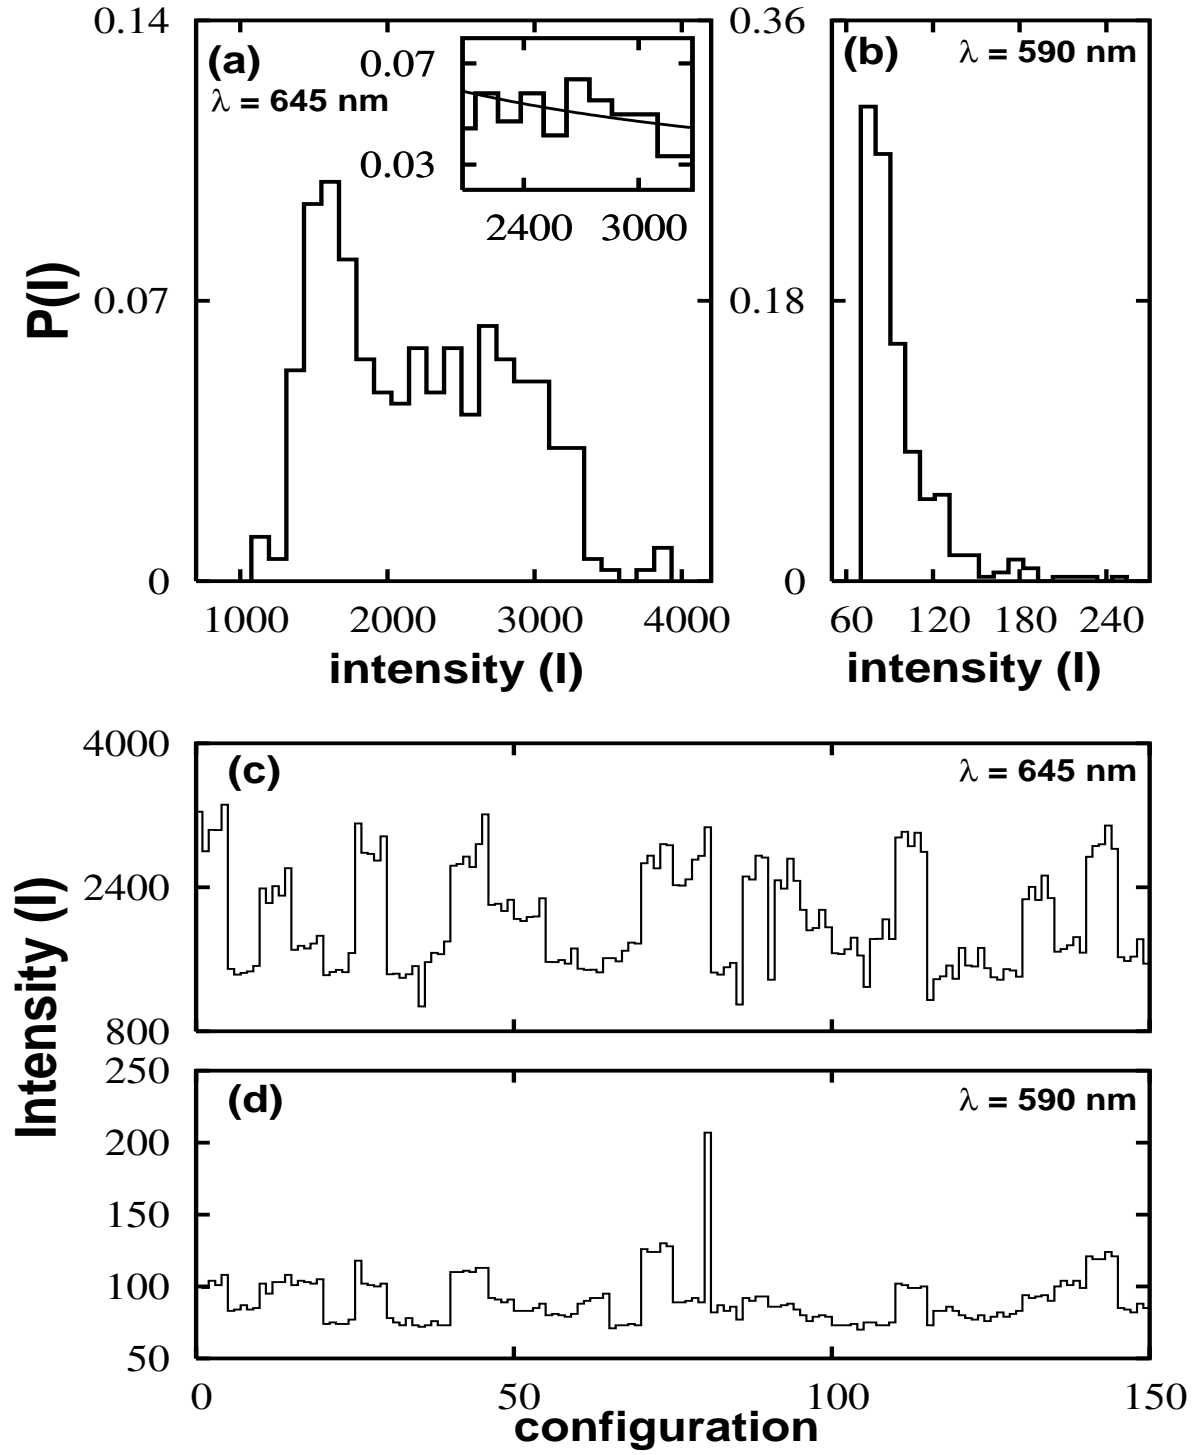 0.14
(a)
λ = 645 nm
0.07
0.03
2400 3000
0.07
0
P(I)
1000 2000 3000 4000
intensity (I)
0.36
(b) λ = 590 nm
0.18
0
60 120 180 240
intensity (I)
4000
(c) λ = 645 nm
2400
800
Intensity (I)
250
(d) λ = 590 nm
200
150
100
50
0 50 100 150
configuration